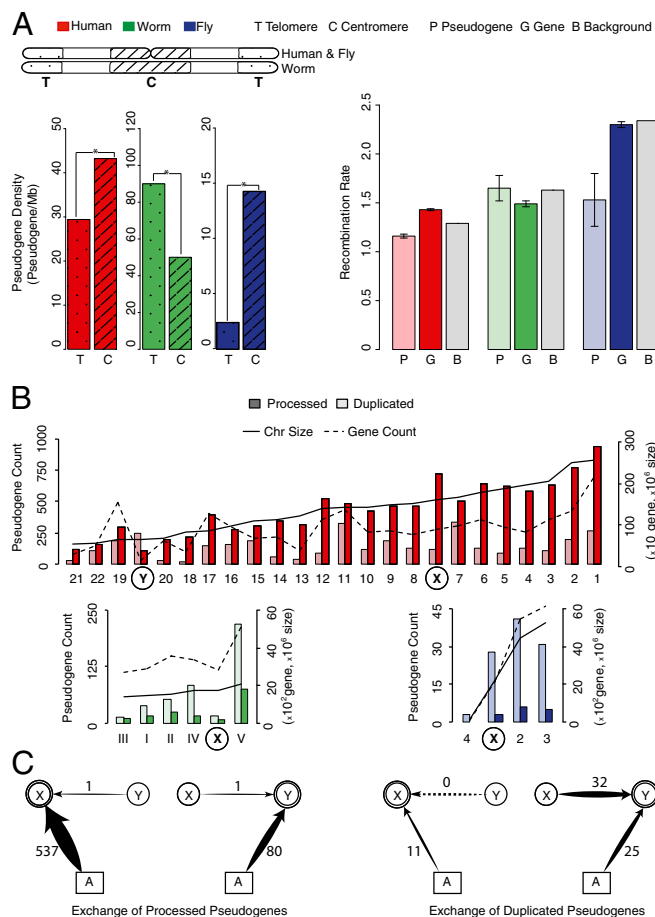 A
Human Worm Fly T Telomere C Centromere P Pseudogene G Gene B Background
Human & Fly
Worm
T C T
Pseudogene Density
(Pseudogene/Mb)
0 10 20 30 40 50
*
T C
0 20 40 60 80 100 120
*
T C
0 5 15 20
*
T C
Recombination Rate
0.5 1.0 1.5 2.0 2.5
P G B P G B P G B
B
Processed Duplicated
Chr Size Gene Count
Pseudogene Count
0 250 500 750 1000
0 100 200 300
(x10 gene, x10⁶ size)
21 22 19 Y 20 18 17 16 15 14 13 12 11 10 9 8 X 7 6 5 4 3 2 1
Pseudogene Count
0 125 250
0 20 40 60
(x10² gene, x10⁶ size)
III I II IV X V
Pseudogene Count
0 15 30 45
0 20 40 60
(x10² gene, x10⁶ size)
4 X 2 3
C
X 1 Y X 1 Y
537 80
A A
Exchange of Processed Pseudogenes
X 0 Y X 32 Y
11 25
A A
Exchange of Duplicated Pseudogenes